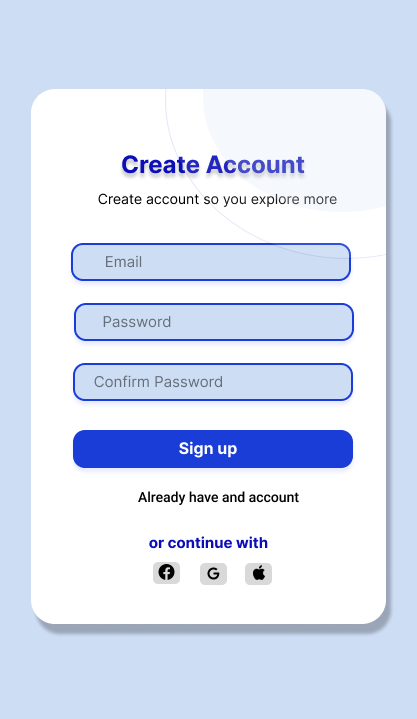 Create Account
Create account so you explore more
Email
Password
Confirm Password
Sign up
Already have and account
or continue with
G